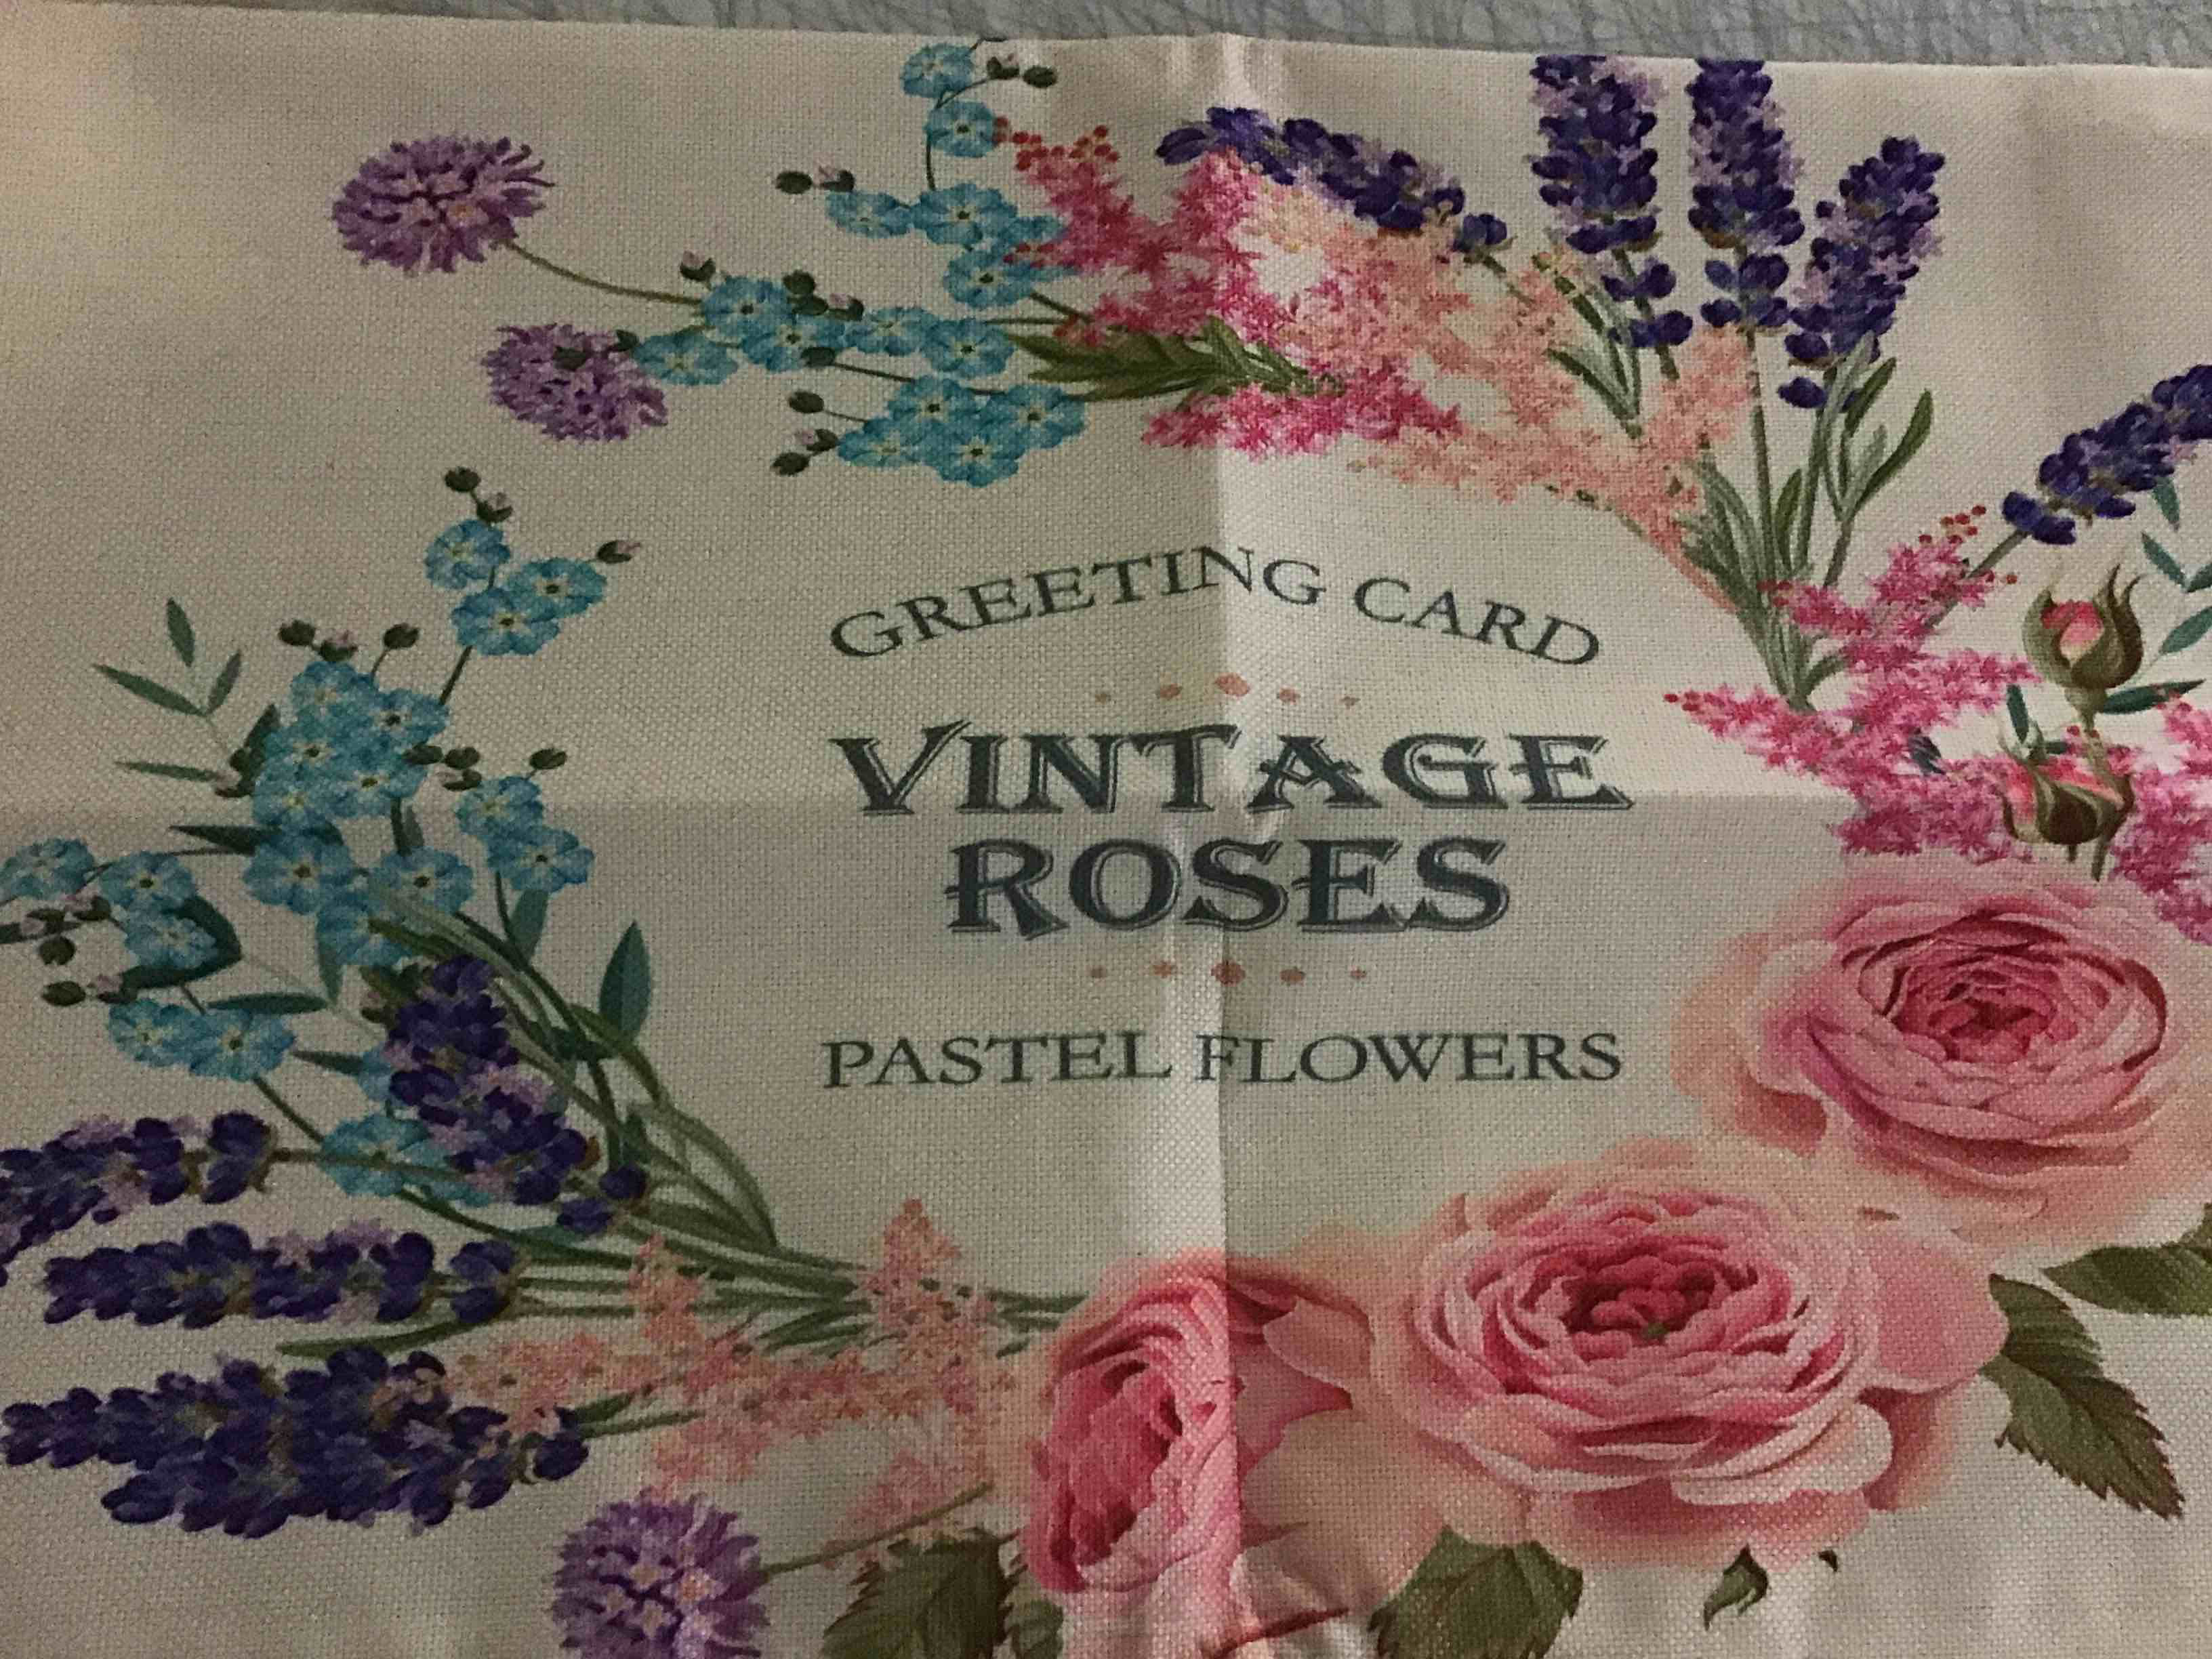 GREETING CARD
VINTAGE
ROSES
PASTEL FLOWERS